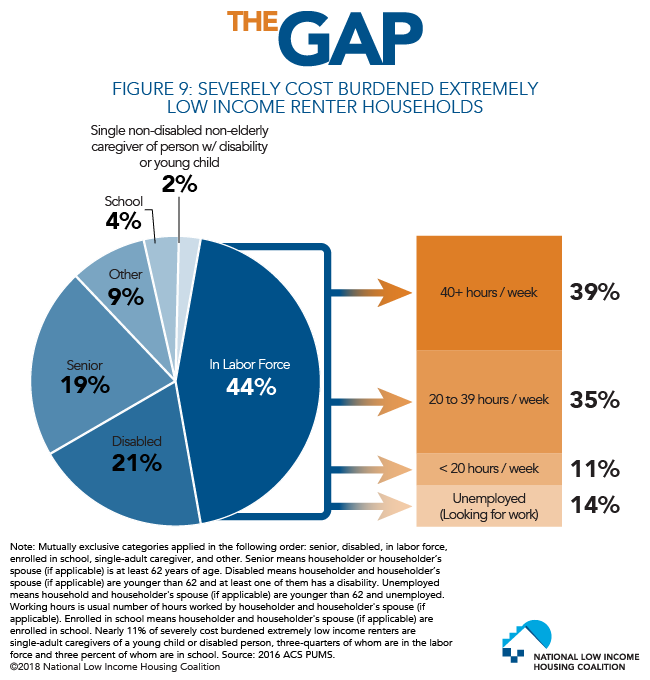 THE GAP
FIGURE 9: SEVERELY COST BURDENED EXTREMELY
LOW INCOME RENTER HOUSEHOLDS
Single non-disabled non-elderly
caregiver of person w/ disability
or young child
2%
School
4%
Other
9%
Senior
19%
Disabled
21%
In Labor Force
44%
40+ hours / week 39%
20 to 39 hours / week 35%
< 20 hours / week 11%
Unemployed
(Looking for work)
14%
Note: Mutually exclusive categories applied in the following order: senior, disabled, in labor force,
enrolled in school, single-adult caregiver, and other. Senior means householder or householder's
spouse (if applicable) is at least 62 years of age. Disabled means householder and householder's
spouse (if applicable) are younger than 62 and at least one of them has a disability. Unemployed
means household and householder's spouse (if applicable) are younger than 62 and unemployed.
Working hours is usual number of hours worked by householder and householder's spouse (if
applicable). Enrolled in school means householder and householder's spouse (if applicable) are
enrolled in school. Nearly 11% of severely cost burdened extremely low income renters are
single-adult caregivers of a young child or disabled person, three-quarters of whom are in the labor
force and three percent of whom are in school. Source: 2016 ACS PUMS.
©2018 National Low Income Housing Coalition
NATIONAL LOW INCOME
HOUSING COALITION